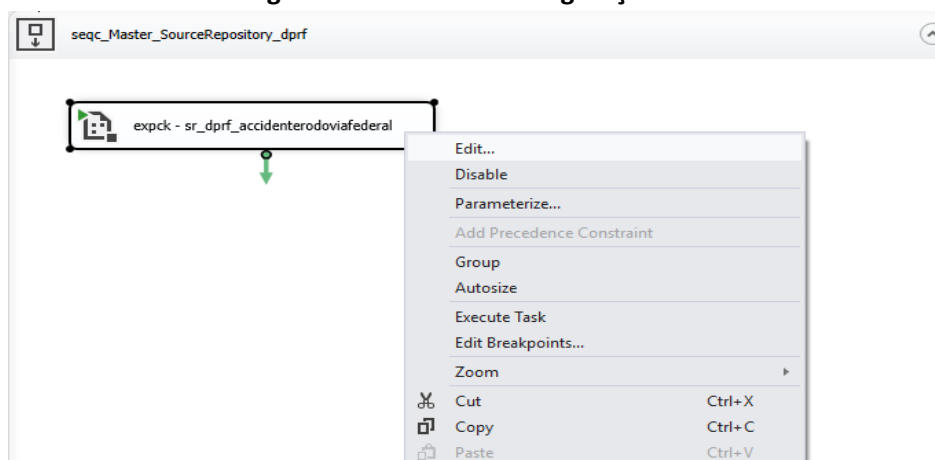 seqc_Master_SourceRepository_dprf
expck - sr_dprf_accidenterodoviafederal
Edit...
Disable
Parameterize...
Add Precedence Constraint
Group
Autosize
Execute Task
Edit Breakpoints...
Zoom
Cut Ctrl+X
Copy Ctrl+C
Paste Ctrl+V